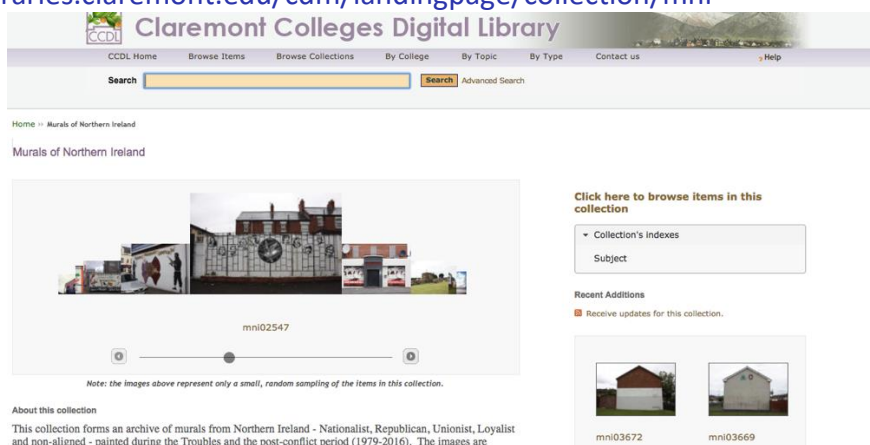 raries.claremont.edu/cdm/landingpage/collection/mni
CCDL
Claremont Colleges Digital Library
CCDL Home Browse Items Browse Collections By College By Topic By Type Contact us ? Help
Search Search Advanced Search
Home » Murals of Northern Ireland
Murals of Northern Ireland
mni02547
Note: the images above represent only a small, random sampling of the items in this collection.
About this collection
This collection forms an archive of murals from Northern Ireland - Nationalist, Republican, Unionist, Loyalist
and non-aligned - painted during the Troubles and the post-conflict period (1979-2016). The images are
Click here to browse items in this
collection
Collection's indexes
Subject
Recent Additions
Receive updates for this collection.
mni03672 mni03669